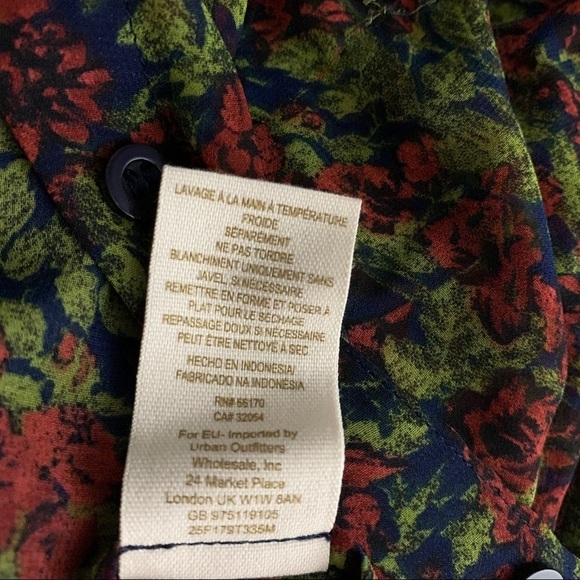 LAVAGE À LA MAIN À TEMPÉRATURE
FROIDE
SÉPARÉMENT
NE PAS TORDRE
BLANCHIMENT UNIQUEMENT SANS
JAVEL, SI NÉCESSAIRE
REMETTRE EN FORME ET POSER À
PLAT POUR LE SÉCHAGE
REPASSAGE DOUX SI NÉCESSAIRE
PEUT ÊTRE NETTOYÉ À SEC
HECHO EN INDONESIA/
FABRICADO NA INDONÉSIA
RN# 66170
CA# 32054
For EU- Imported by
Urban Outfitters
Wholesale, Inc
24 Market Place
London UK W1W 8AN
GB 975119105
25F179T335M